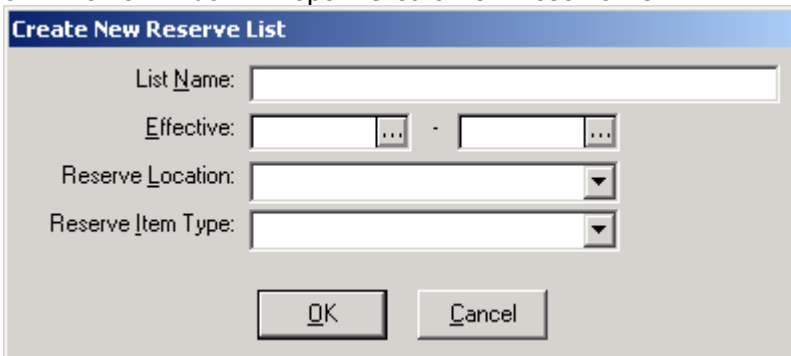 Create New Reserve List
List Name:
Effective: ... - ...
Reserve Location:
Reserve Item Type:
OK Cancel